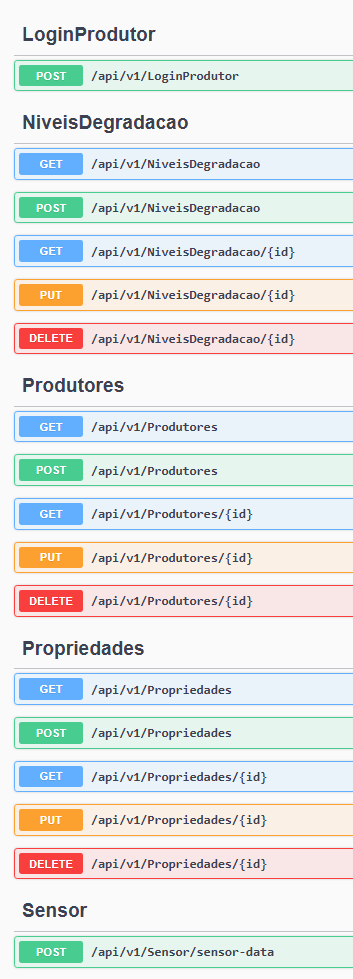 LoginProdutor
POST /api/v1/LoginProdutor
NiveisDegradacao
GET /api/v1/NiveisDegradacao
POST /api/v1/NiveisDegradacao
GET /api/v1/NiveisDegradacao/{id}
PUT /api/v1/NiveisDegradacao/{id}
DELETE /api/v1/NiveisDegradacao/{id}
Produtores
GET /api/v1/Produtores
POST /api/v1/Produtores
GET /api/v1/Produtores/{id}
PUT /api/v1/Produtores/{id}
DELETE /api/v1/Produtores/{id}
Propriedades
GET /api/v1/Propriedades
POST /api/v1/Propriedades
GET /api/v1/Propriedades/{id}
PUT /api/v1/Propriedades/{id}
DELETE /api/v1/Propriedades/{id}
Sensor
POST /api/v1/Sensor/sensor-data